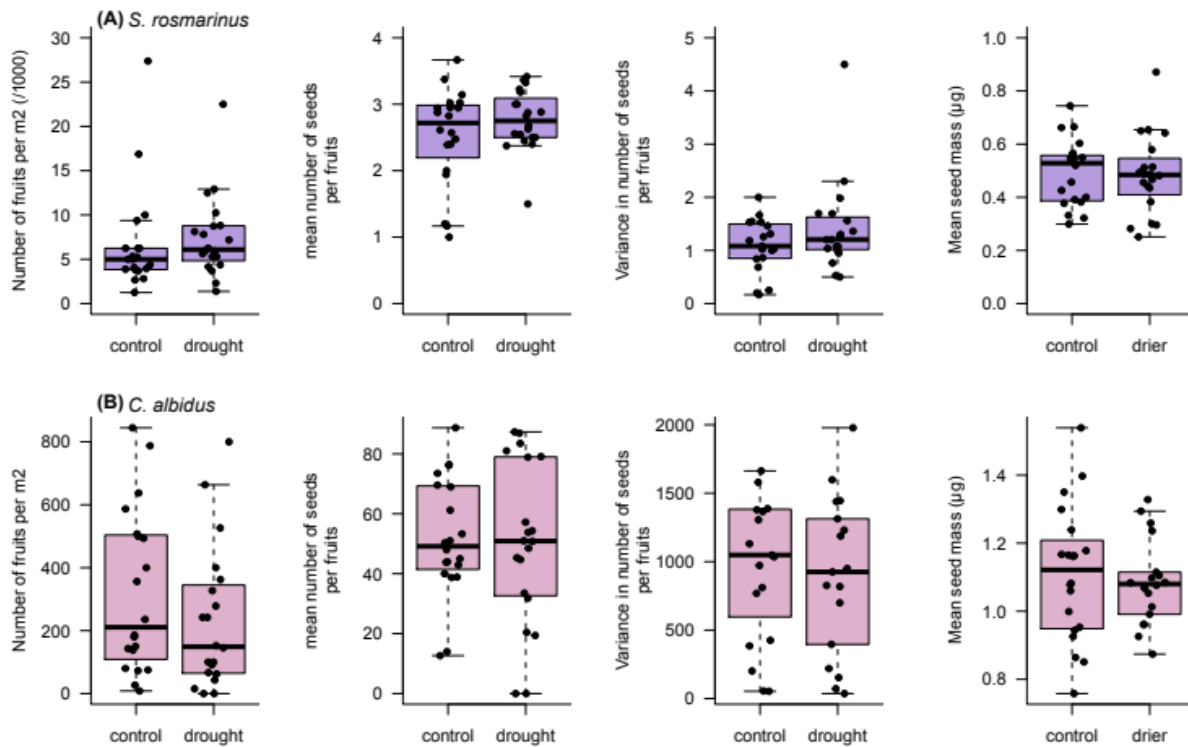 (A) S. rosmarinus
Number of fruits per m2 (/1000)
30
25
20
15
10
5
0
control drought
mean number of seeds
per fruits
4
3
2
1
0
control drought
Variance in number of seeds
per fruits
5
4
3
2
1
0
control drought
Mean seed mass (µg)
1.0
0.8
0.6
0.4
0.2
0.0
control drier
(B) C. albidus
Number of fruits per m2
800
600
400
200
0
control drought
mean number of seeds
per fruits
80
60
40
20
0
control drought
Variance in number of seeds
per fruits
2000
1500
1000
500
0
control drought
Mean seed mass (µg)
1.4
1.2
1.0
0.8
control drier